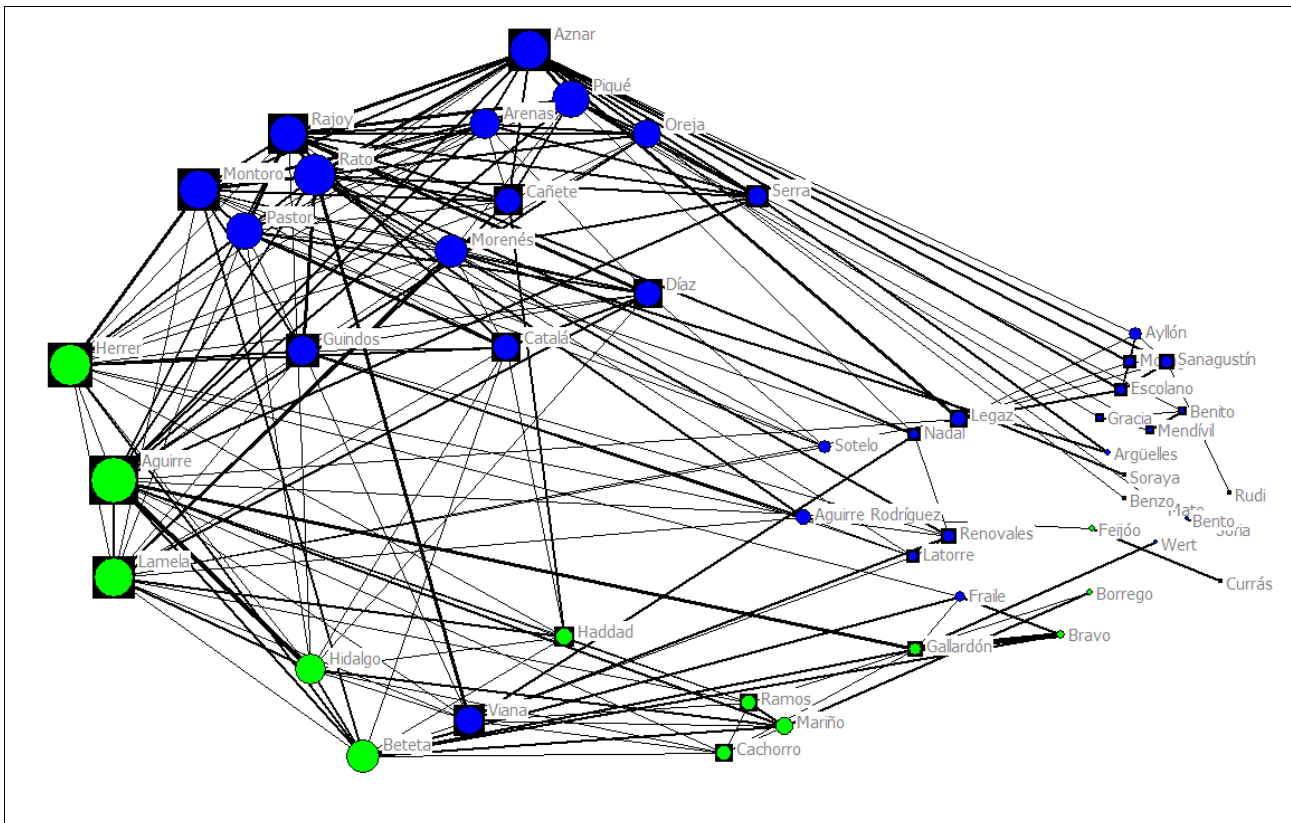 Aznar
Piqué
Arenas
Rajoy
Oreja
Rato
Montoro
Cañete
Serra
Pastor
Morenés
Díaz
Ayllón
Guindos
Catalá
Herrer
Sanagustín
Escolano
Legaz
Gracia
Benito
Mendívil
Nadal
Sotelo
Argüelles
Aguirre
Soraya
Rudi
Benzo
Mato
Bento
Aguirre Rodríguez
Feijóo
Renovales
Wert
Latorre
Lamela
Currás
Fraile
Borrego
Haddad
Bravo
Gallardón
Hidalgo
Ramos
Viana
Mariño
Beteta
Cachorro